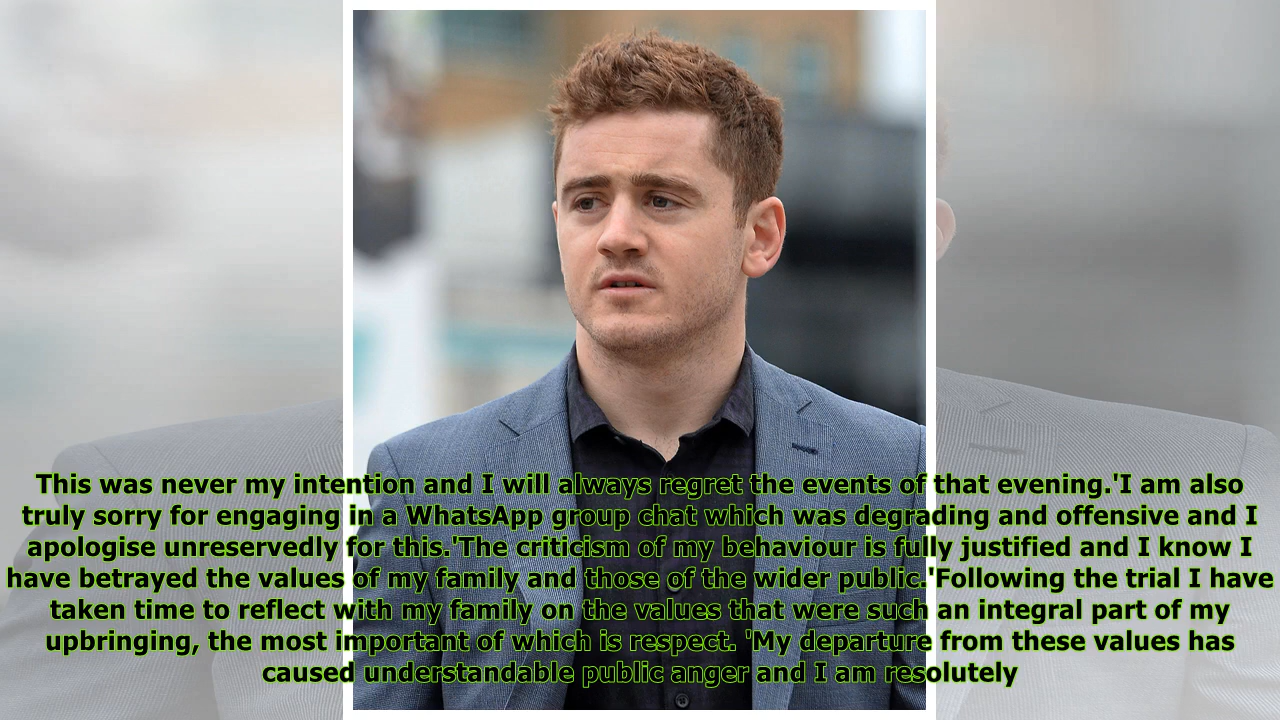 This was never my intention and I will always regret the events of that evening.'I am also
truly sorry for engaging in a WhatsApp group chat which was degrading and offensive and I
apologise unreservedly for this.'The criticism of my behaviour is fully justified and I know I
have betrayed the values of my family and those of the wider public.'Following the trial I have
taken time to reflect with my family on the values that were such an integral part of my
upbringing, the most important of which is respect. 'My departure from these values has
caused understandable public anger and I am resolutely